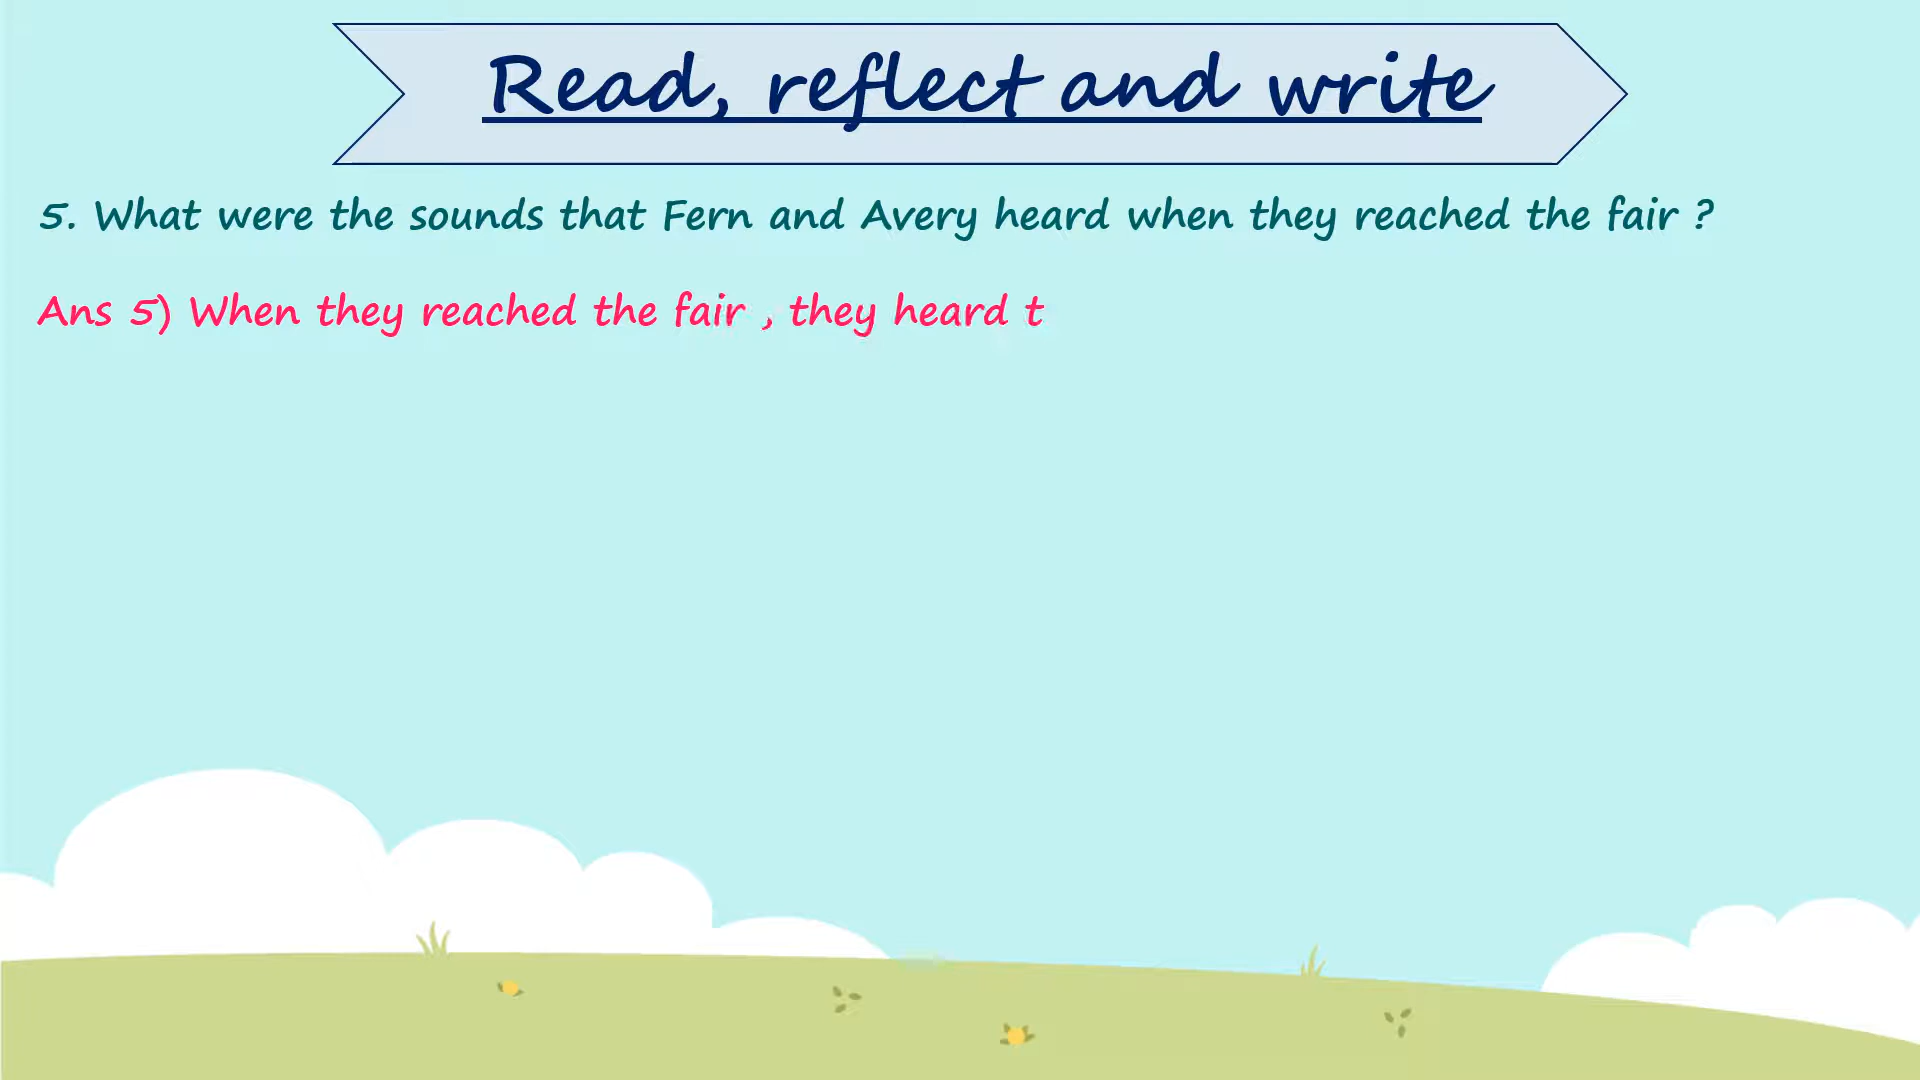 Read, reflect and write
5. What were the sounds that Fern and Avery heard when they reached the fair ?
Ans 5) When they reached the fair , they heard t